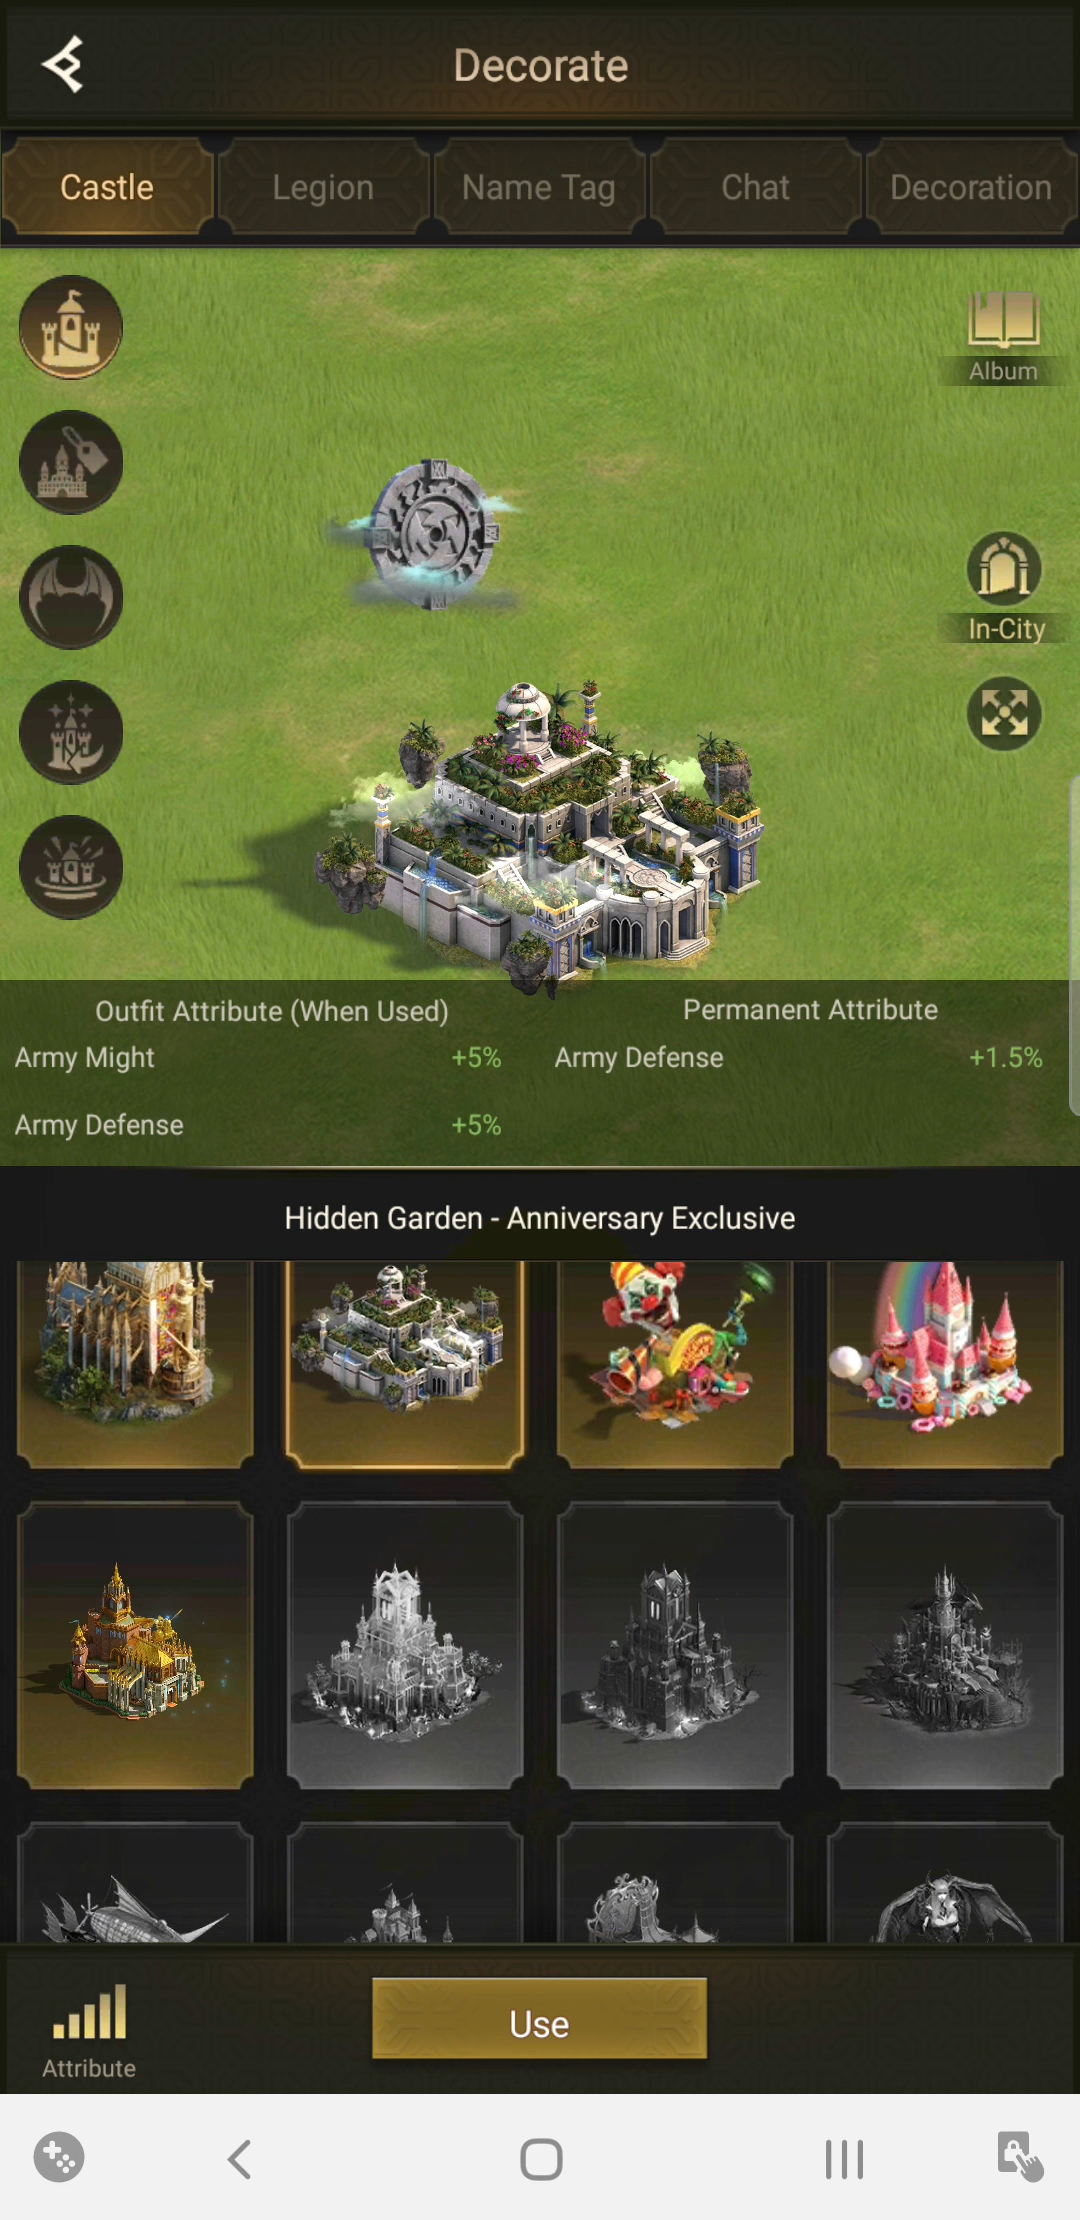 Decorate
Castle
Legion
Name Tag
Chat
Decoration
Album
In-City
Outfit Attribute (When Used)
Permanent Attribute
Army Might +5%
Army Defense +1.5%
Army Defense +5%
Hidden Garden - Anniversary Exclusive
Use
Attribute